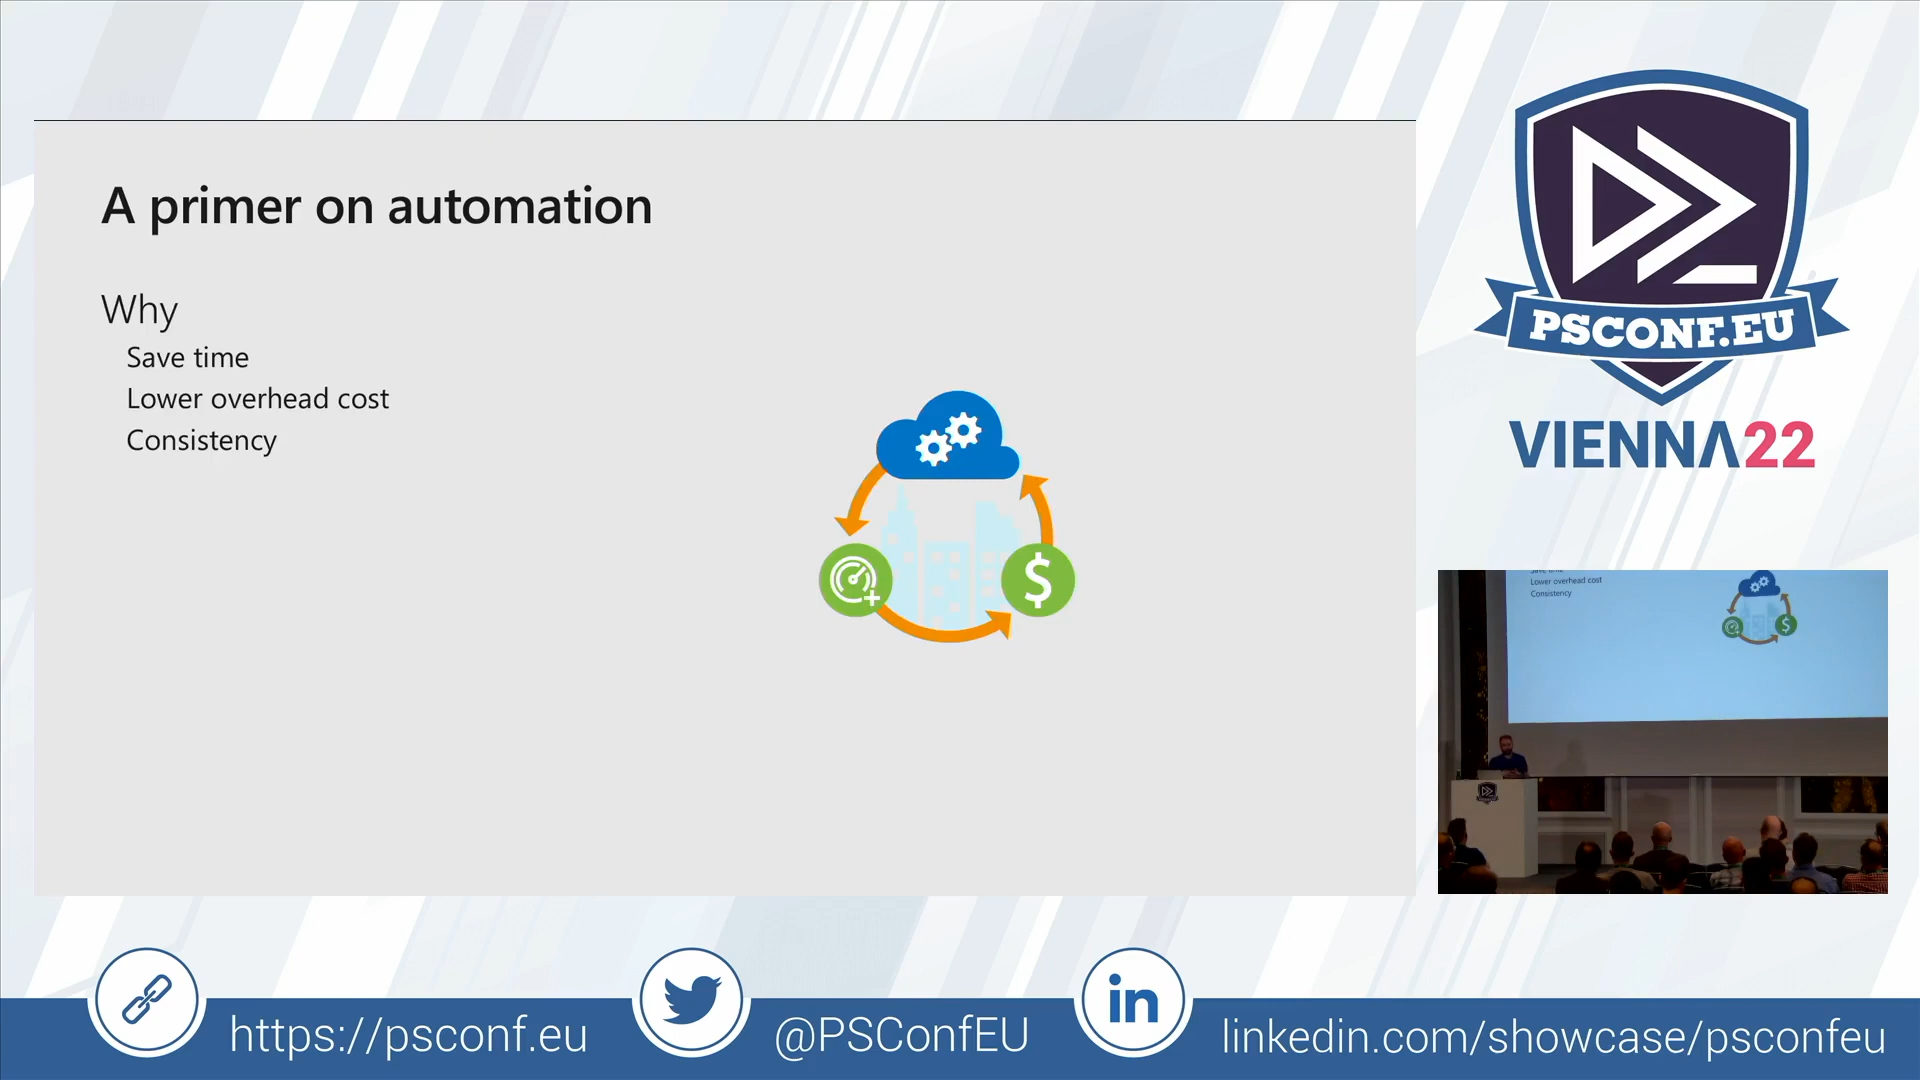 A primer on automation
Why
Save time
Lower overhead cost
Consistency
$
PSCONF.EU
VIENNA22
Lower overhead cost
Consistency
$
https://psconf.eu
@PSConfEU
in
linkedin.com/showcase/psconfeu